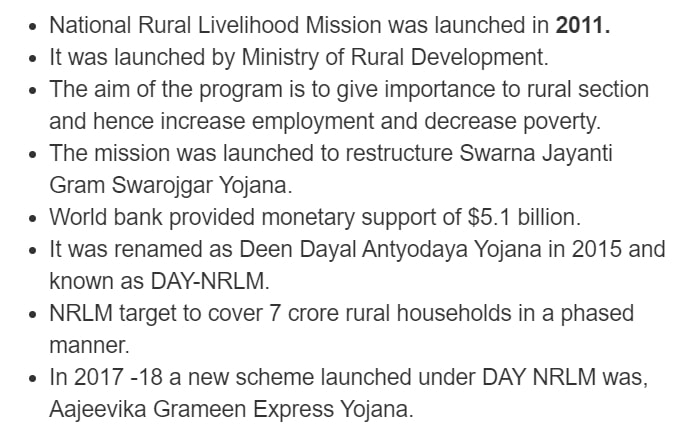 National Rural Livelihood Mission was launched in 2011.
It was launched by Ministry of Rural Development.
The aim of the program is to give importance to rural section
and hence increase employment and decrease poverty.
The mission was launched to restructure Swarna Jayanti
Gram Swarojgar Yojana.
World bank provided monetary support of $5.1 billion.
It was renamed as Deen Dayal Antyodaya Yojana in 2015 and
known as DAY-NRLM.
NRLM target to cover 7 crore rural households in a phased
manner.
In 2017 -18 a new scheme launched under DAY NRLM was,
Aajeevika Grameen Express Yojana.